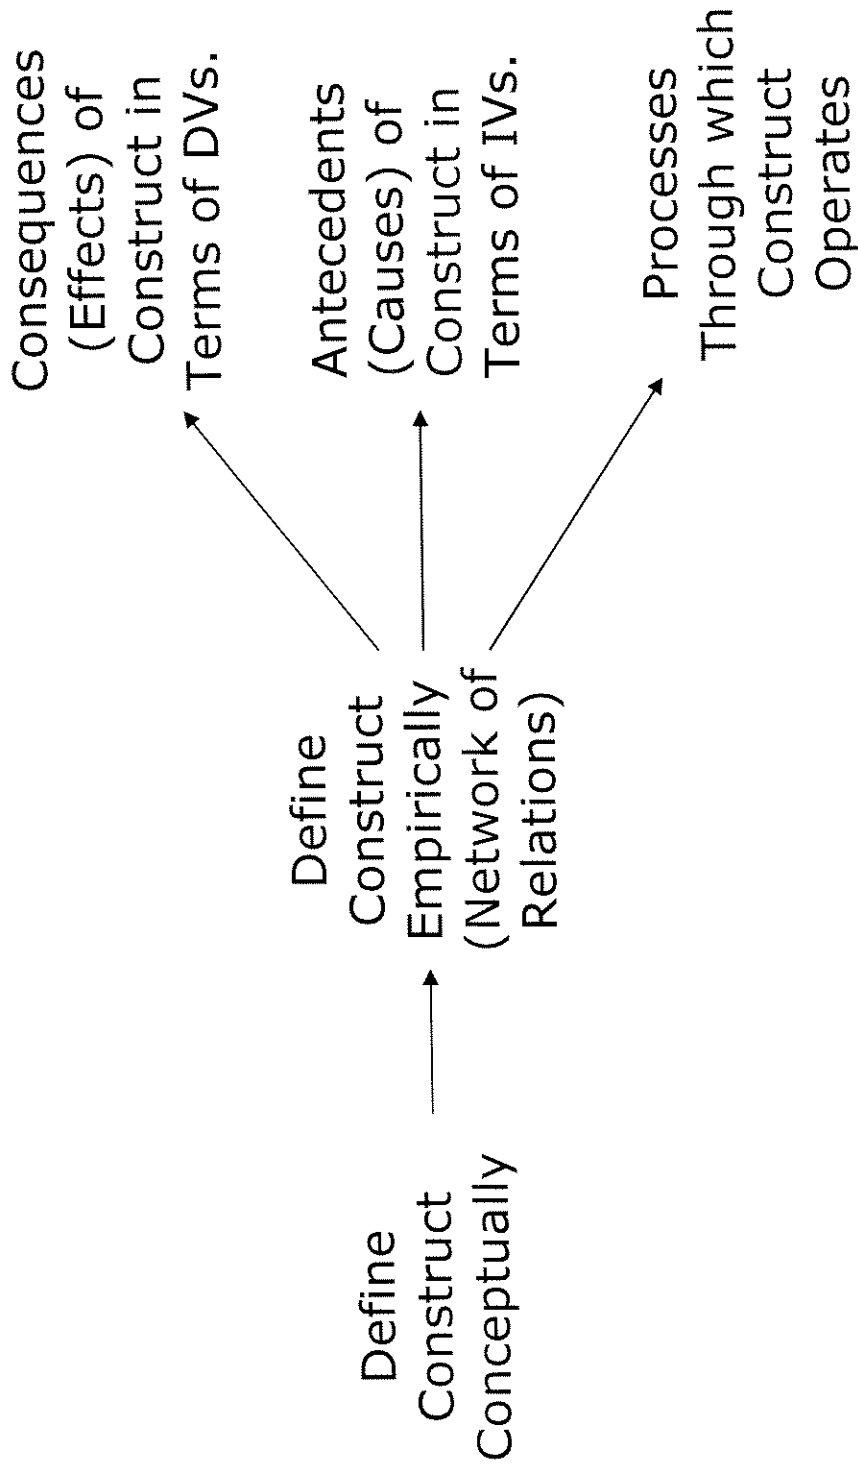 Define
Construct
Conceptually
Define
Construct
Empirically
(Network of
Relations)
Consequences
(Effects) of
Construct in
Terms of DVs.
Antecedents
(Causes) of
Construct in
Terms of IVs.
Processes
Through which
Construct
Operates